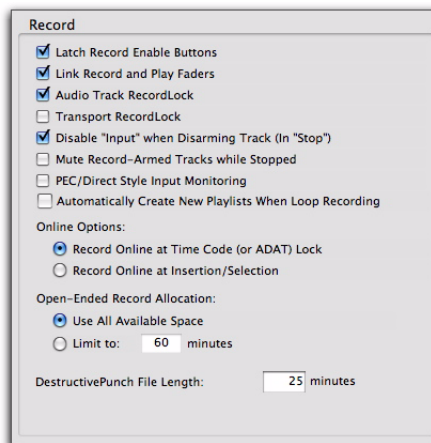 Record
Latch Record Enable Buttons
Link Record and Play Faders
Audio Track RecordLock
Transport RecordLock
Disable "Input" when Disarming Track (In "Stop")
Mute Record-Armed Tracks while Stopped
PEC/Direct Style Input Monitoring
Automatically Create New Playlists When Loop Recording
Online Options:
Record Online at Time Code (or ADAT) Lock
Record Online at Insertion/Selection
Open-Ended Record Allocation:
Use All Available Space
Limit to: 60 minutes
DestructivePunch File Length: 25 minutes